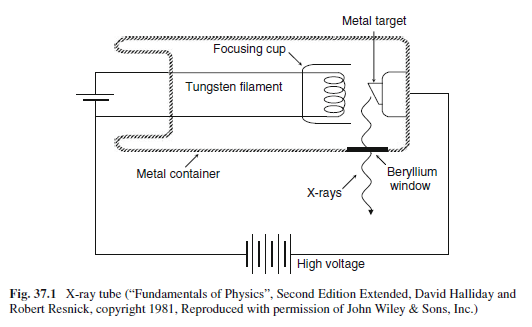 Metal target
Focusing cup
Tungsten filament
Metal container
X-rays
Beryllium
window
High voltage
Fig. 37.1 X-ray tube (“Fundamentals of Physics”, Second Edition Extended, David Halliday and
Robert Resnick, copyright 1981, Reproduced with permission of John Wiley & Sons, Inc.)